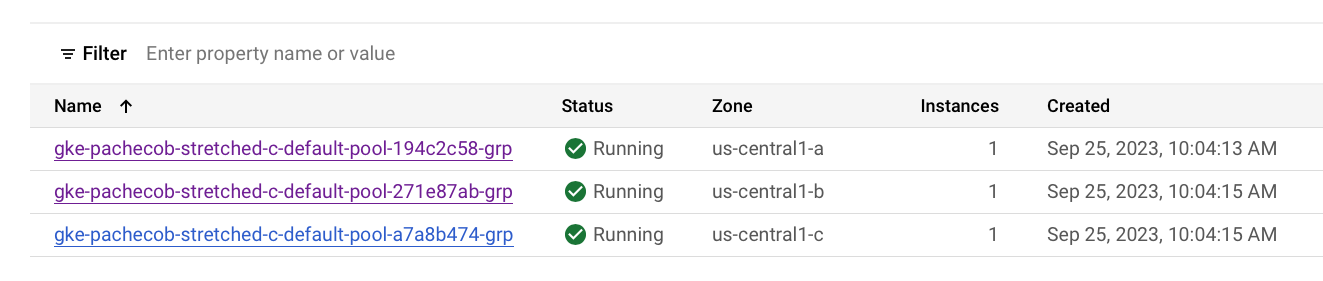 Filter Enter property name or value
Name Status Zone Instances Created
gke-pachecob-stretched-c-default-pool-194c2c58-grp Running us-central1-a 1 Sep 25, 2023, 10:04:13 AM
gke-pachecob-stretched-c-default-pool-271e87ab-grp Running us-central1-b 1 Sep 25, 2023, 10:04:15 AM
gke-pachecob-stretched-c-default-pool-a7a8b474-grp Running us-central1-c 1 Sep 25, 2023, 10:04:15 AM